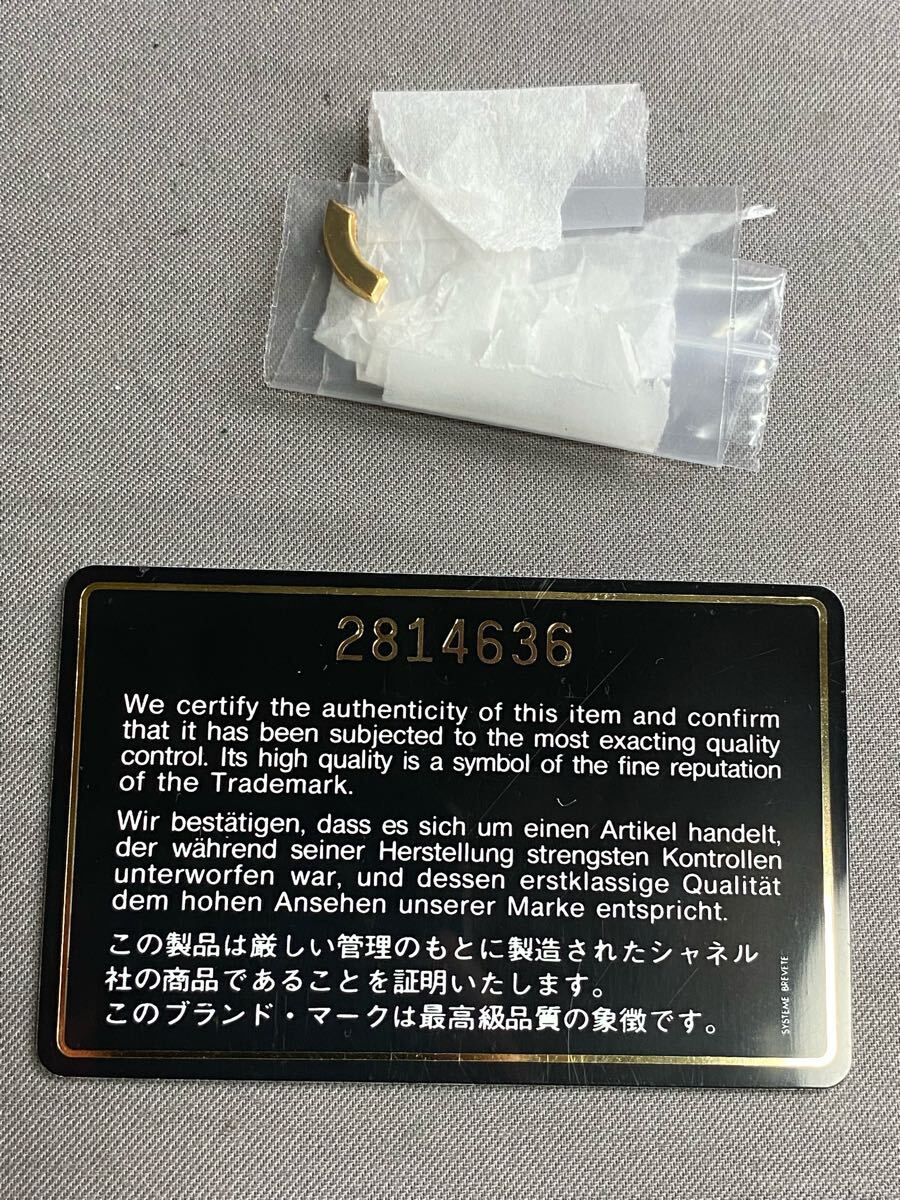 2814636
We certify the authenticity of this item and confirm
that it has been subjected to the most exacting quality
control. Its high quality is a symbol of the fine reputation
of the Trademark.
Wir bestätigen, dass es sich um einen Artikel handelt,
der während seiner Herstellung strengsten Kontrollen
unterworfen war, und dessen erstklassige Qualität
dem hohen Ansehen unserer Marke entspricht.
この製品は厳しい管理のもとに製造されたシャネル
社の商品であることを証明いたします。
このブランド・マークは最高級品質の象徴です。
SYSTEME BREVETE